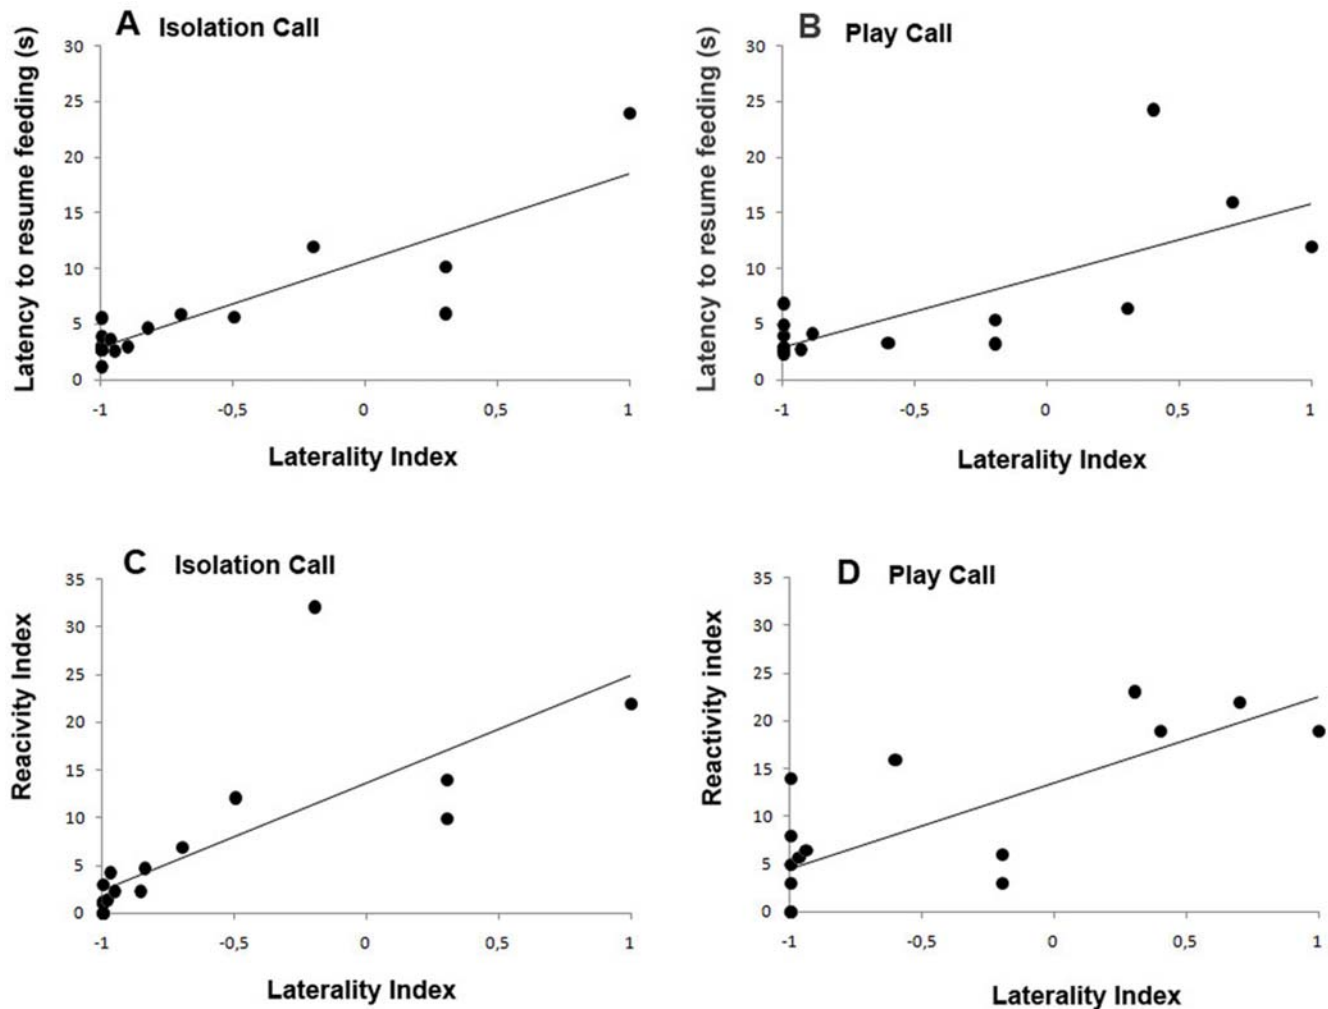 A Isolation Call
Latency to resume feeding (s)
30
25
20
15
10
5
0
-1 -0,5 0 0,5 1
Laterality Index
B Play Call
Latency to resume feeding (s)
30
25
20
15
10
5
0
-1 -0,5 0 0,5 1
Laterality Index
C Isolation Call
Reacivity Index
35
30
25
20
15
10
5
0
-1 -0,5 0 0,5 1
Laterality Index
D Play Call
Reactivity index
35
30
25
20
15
10
5
0
-1 -0,5 0 0,5 1
Laterality Index